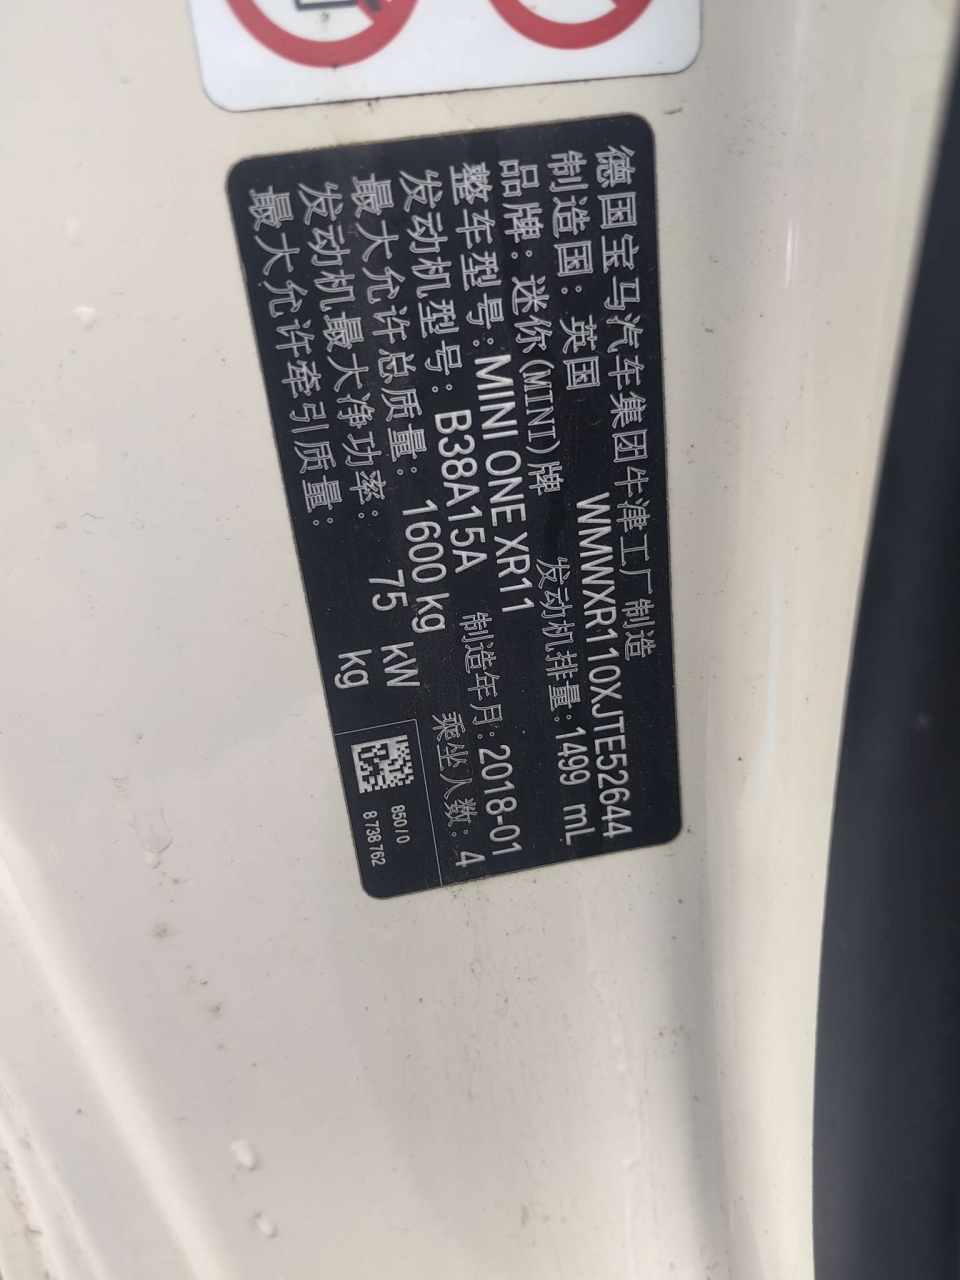 德国宝马汽车集团牛津工厂制造
制造国：英国 WMWXR110XJTE52644
品牌：迷你(MINI)牌 发动机排量：1499 mL
整车型号：MINI ONE XR11 制造年月：2018-01
发动机型号：B38A15A 乘坐人数：4
最大允许总质量：1600 kg
发动机最大净功率： 75 kW
最大允许牵引质量： kg
850/0
8 738 762